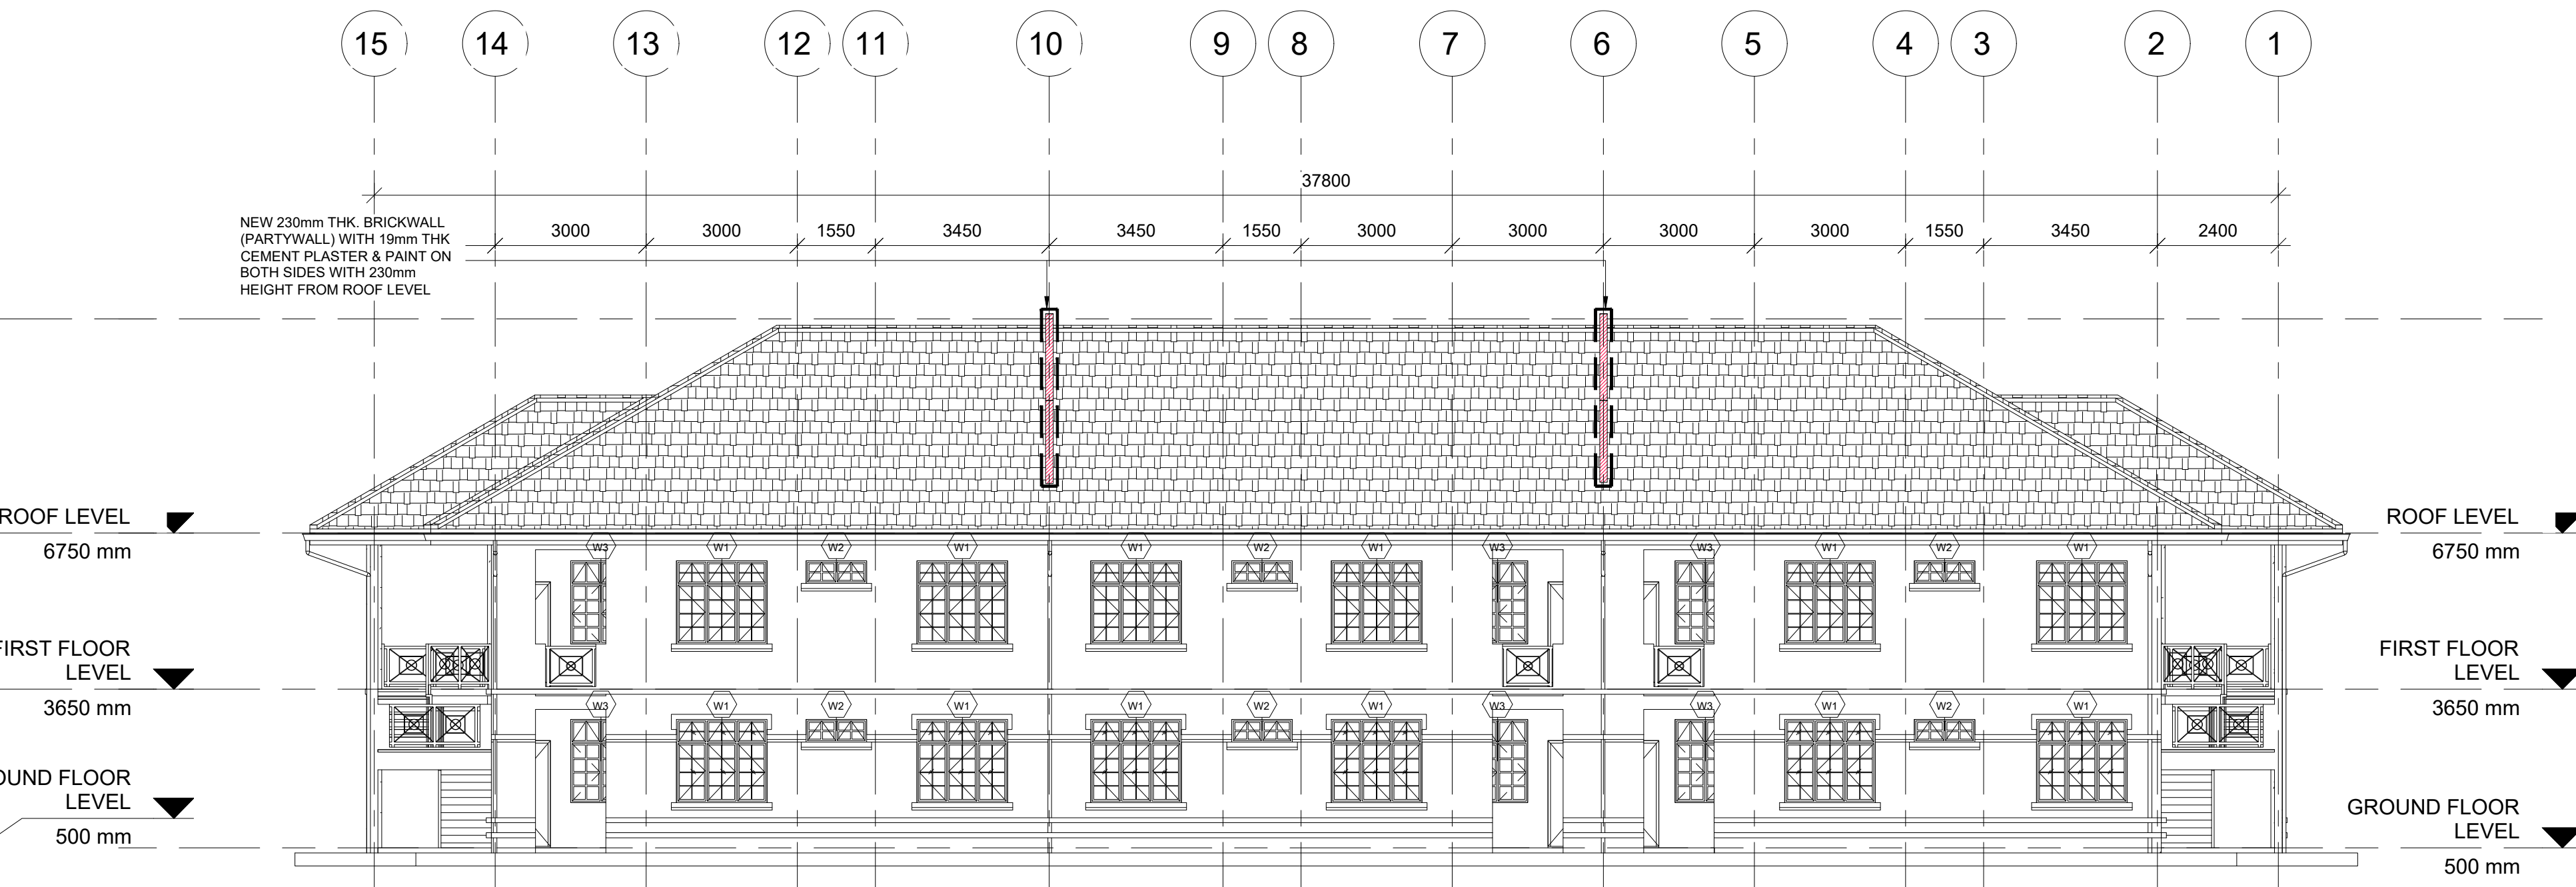 15 14 13 12 11 10 9 8 7 6 5 4 3 2 1
37800
NEW 230mm THK. BRICKWALL
(PARTYWALL) WITH 19mm THK
CEMENT PLASTER & PAINT ON
BOTH SIDES WITH 230mm
HEIGHT FROM ROOF LEVEL
3000 3000 1550 3450 3450 1550 3000 3000 3000 3000 1550 3450 2400
ROOF LEVEL
6750 mm
ROOF LEVEL
6750 mm
W3 W1 W2 W1 W1 W2 W1 W3 W3 W1 W2 W1
FIRST FLOOR
LEVEL
3650 mm
FIRST FLOOR
LEVEL
3650 mm
W3 W1 W2 W1 W1 W2 W1 W3 W3 W1 W2 W1
OUND FLOOR
LEVEL
500 mm
GROUND FLOOR
LEVEL
500 mm